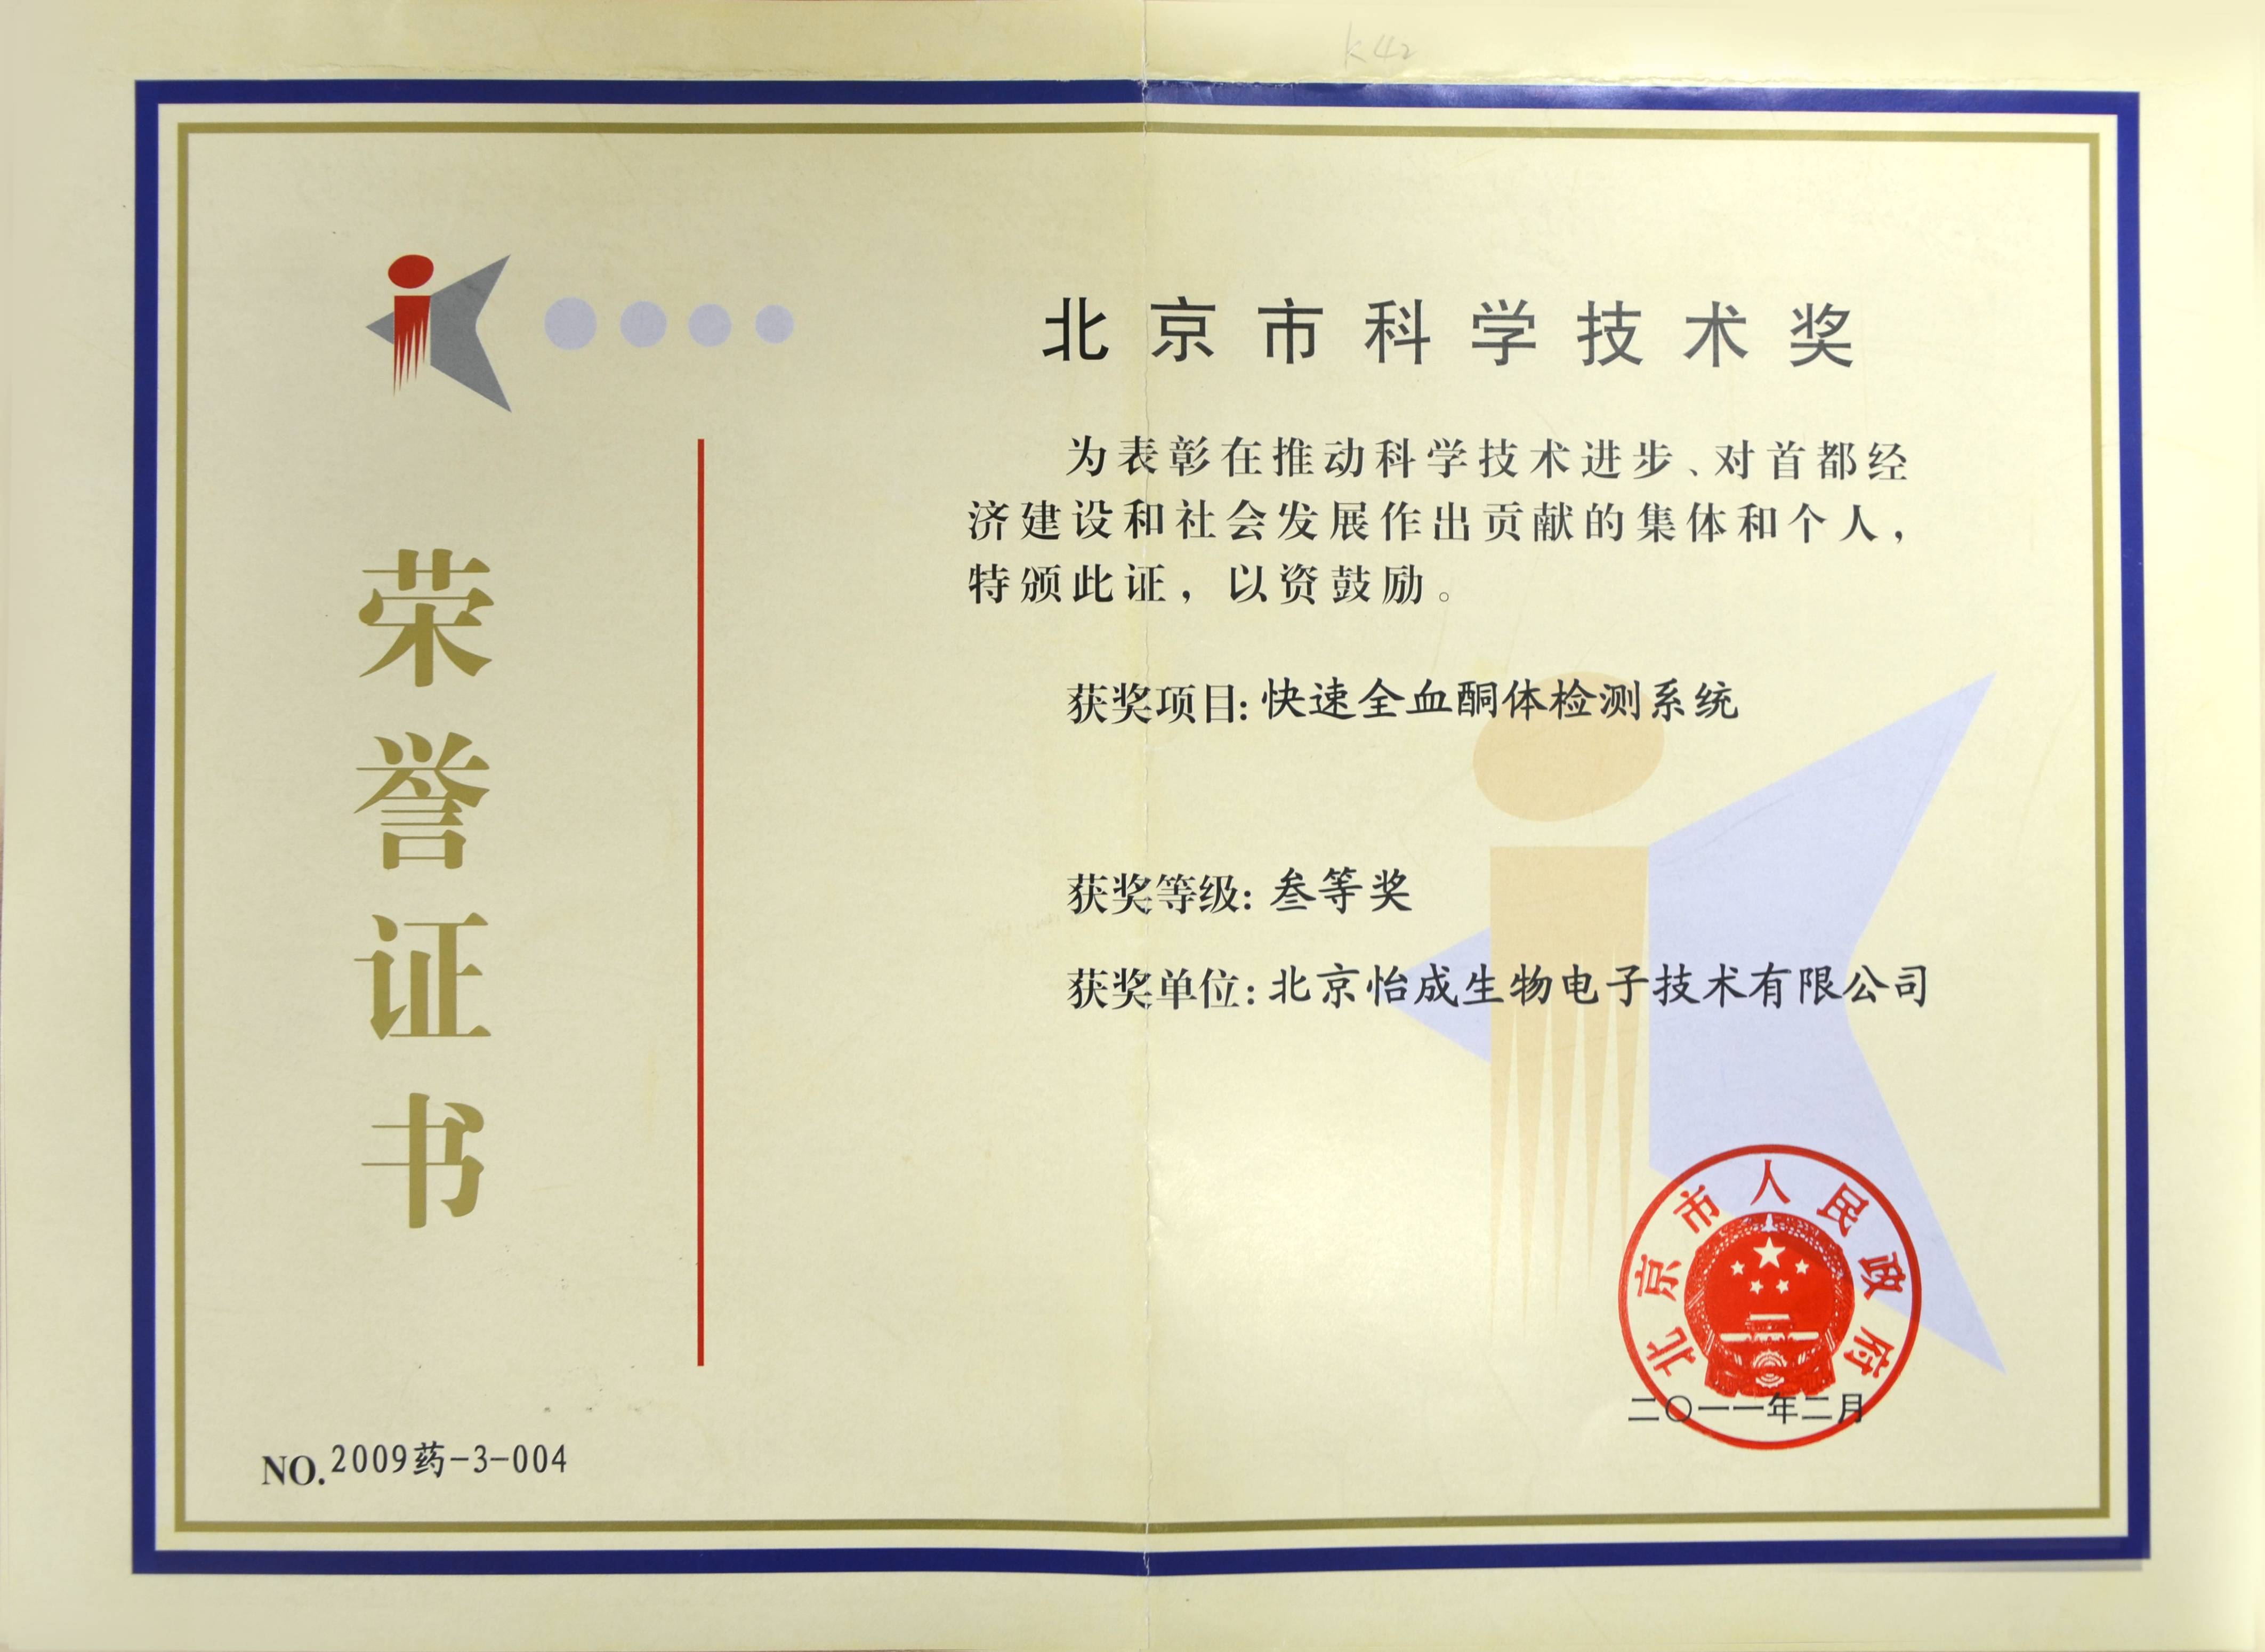 荣誉证书
NO.2009药-3-004
k42
北京市科学技术奖
为表彰在推动科学技术进步、对首都经
济建设和社会发展作出贡献的集体和个人，
特颁此证，以资鼓励。
获奖项目:快速全血酮体检测系统
获奖等级:叁等奖
获奖单位:北京怡成生物电子技术有限公司
北京市人民政府
二〇一一年二月